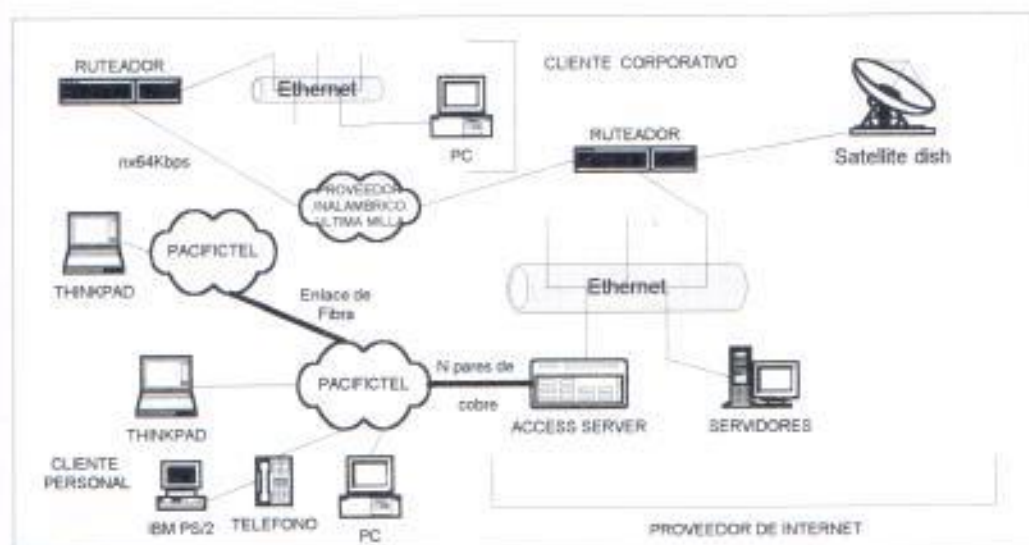 RUTEADOR
Ethernet
CLIENTE CORPORATIVO
PC
RUTEADOR
Satellite dish
nx64Kbps
PROVEEDOR
INALAMBRICO
ULTIMA MILLA
PACIFICTEL
THINKPAD
Ethernet
Enlace de
Fibra
PACIFICTEL
N pares de
cobre
THINKPAD
ACCESS SERVER
SERVIDORES
CLIENTE
PERSONAL
IBM PS/2
TELEFONO
PC
PROVEEDOR DE INTERNET